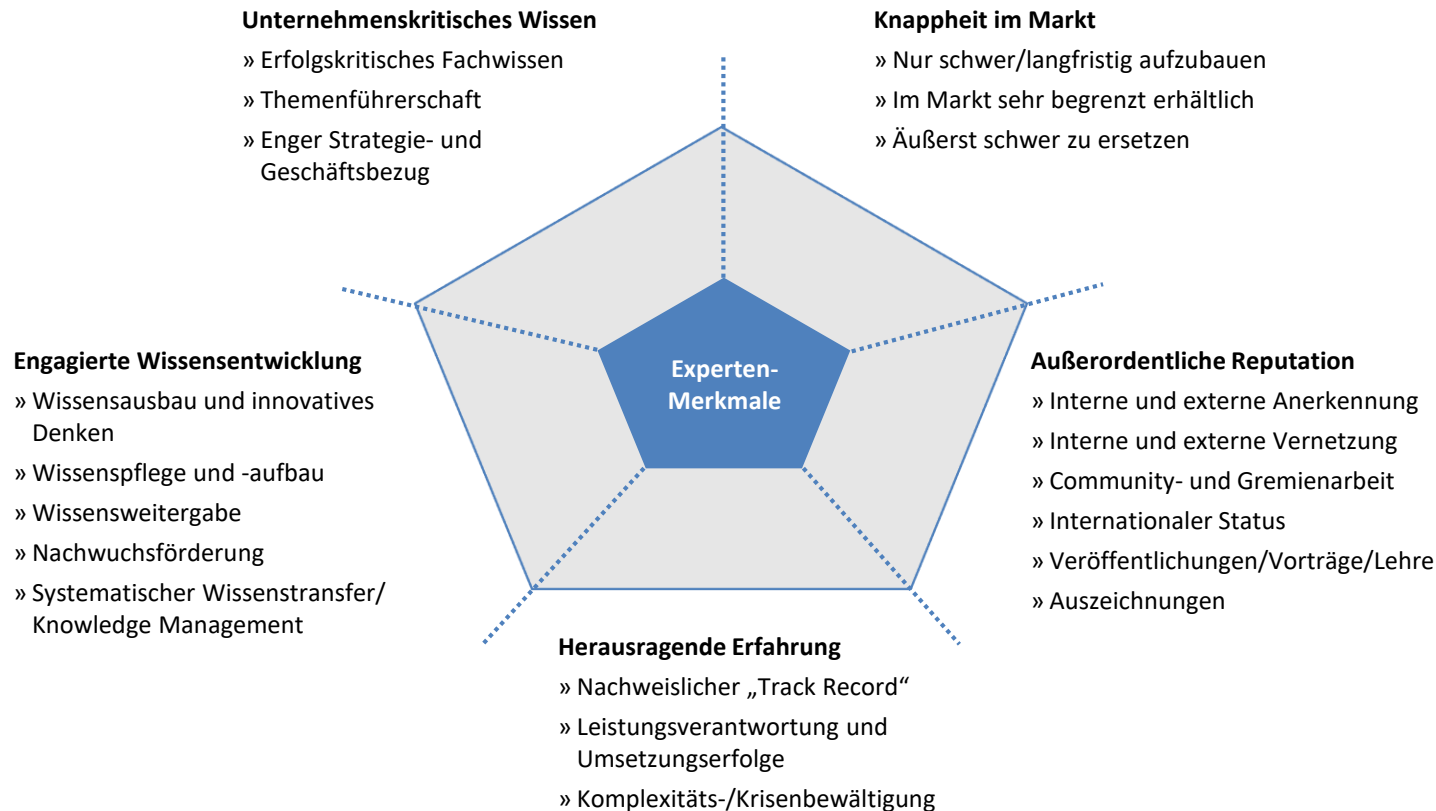 Unternehmenskritisches Wissen
» Erfolgskritisches Fachwissen
» Themenführerschaft
» Enger Strategie- und
Geschäftsbezug
Knappheit im Markt
» Nur schwer/langfristig aufzubauen
» Im Markt sehr begrenzt erhältlich
» Äußerst schwer zu ersetzen
Engagierte Wissensentwicklung
» Wissensausbau und innovatives
Denken
» Wissenspflege und -aufbau
» Wissensweitergabe
» Nachwuchsförderung
» Systematischer Wissenstransfer/
Knowledge Management
Experten-
Merkmale
Außerordentliche Reputation
» Interne und externe Anerkennung
» Interne und externe Vernetzung
» Community- und Gremienarbeit
» Internationaler Status
» Veröffentlichungen/Vorträge/Lehre
» Auszeichnungen
Herausragende Erfahrung
» Nachweislicher „Track Record“
» Leistungsverantwortung und
Umsetzungserfolge
» Komplexitäts-/Krisenbewältigung